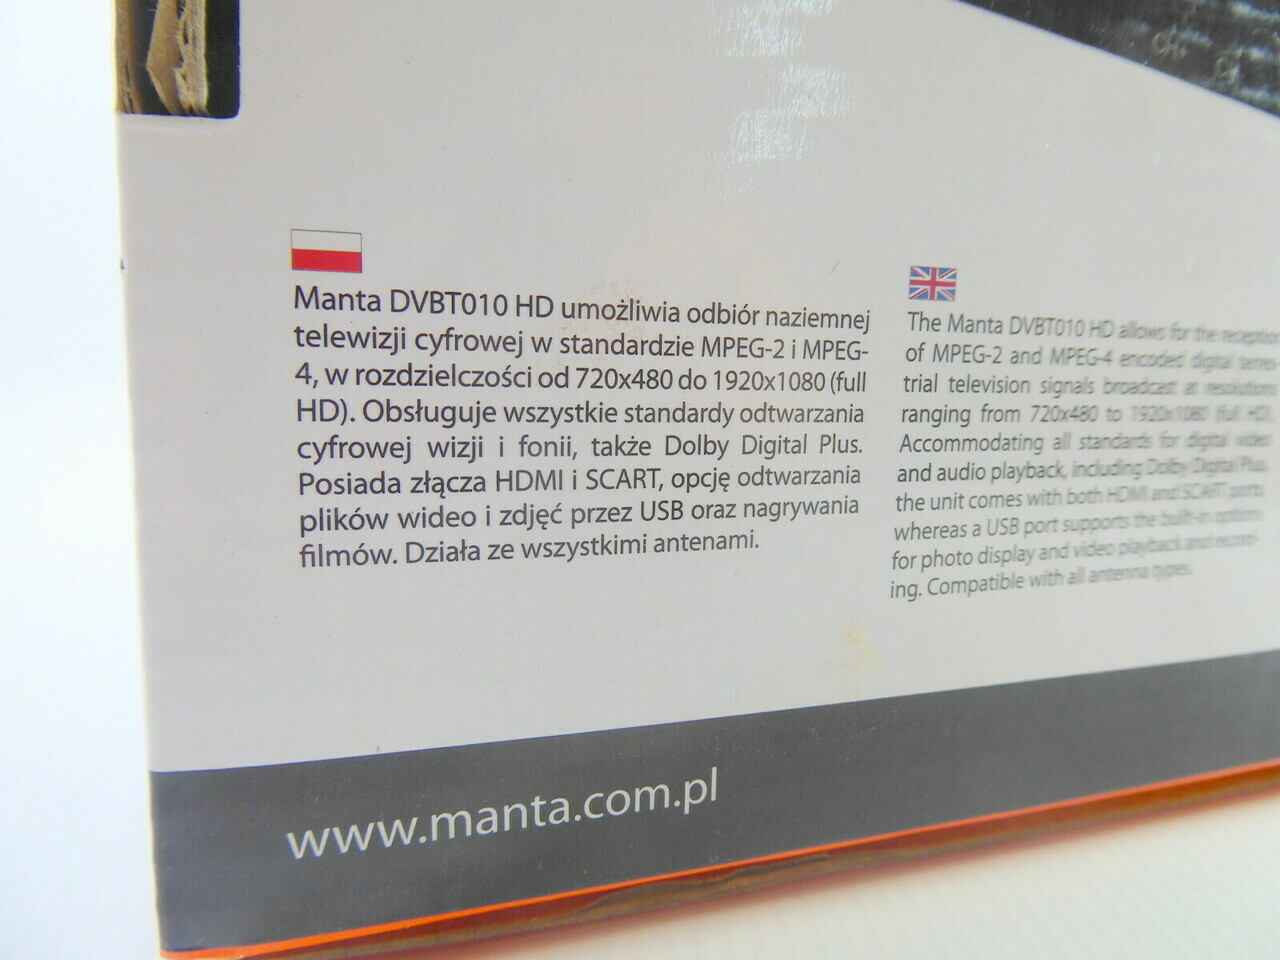 Manta DVBT010 HD umożliwia odbiór naziemnej
telewizji cyfrowej w standardzie MPEG-2 i MPEG-
4, w rozdzielczości od 720x480 do 1920x1080 (full
HD). Obsługuje wszystkie standardy odtwarzania
cyfrowej wizji i fonii, także Dolby Digital Plus.
Posiada złącza HDMI i SCART, opcję odtwarzania
plików wideo i zdjęć przez USB oraz nagrywania
filmów. Działa ze wszystkimi antenami.
The Manta DVBT010 HD allows for the reception
of MPEG-2 and MPEG-4 encoded digital terres-
trial television signals broadcast at resolutions
ranging from 720x480 to 1920x1080 (full HD).
Accommodating all standards for digital video
and audio playback, including Dolby Digital Plus,
the unit comes with both HDMI and SCART ports,
whereas a USB port supports the built-in options
for photo display and video playback and record-
ing. Compatible with all antenna types.
www.manta.com.pl